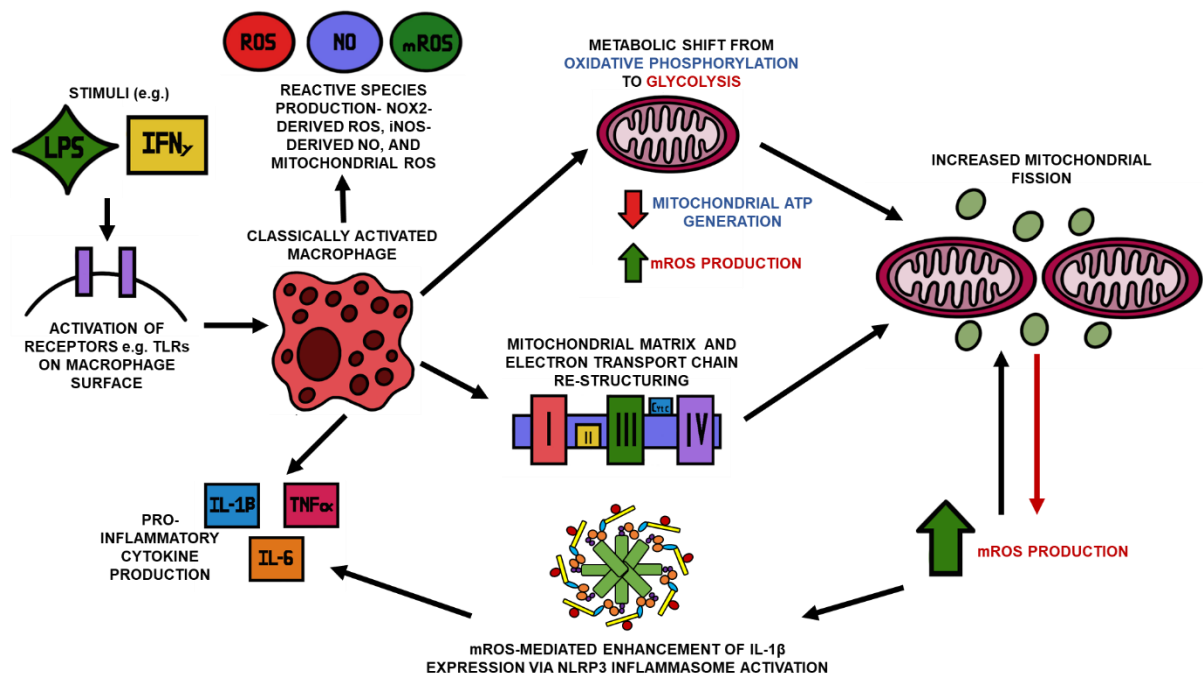 STIMULI (e.g.)
LPS
IFNγ
ACTIVATION OF
RECEPTORS e.g. TLRs
ON MACROPHAGE
SURFACE
ROS
NO
mROS
REACTIVE SPECIES
PRODUCTION- NOX2-
DERIVED ROS, iNOS-
DERIVED NO, AND
MITOCHONDRIAL ROS
CLASSICALLY ACTIVATED
MACROPHAGE
METABOLIC SHIFT FROM
OXIDATIVE PHOSPHORYLATION
TO GLYCOLYSIS
MITOCHONDRIAL ATP
GENERATION
mROS PRODUCTION
MITOCHONDRIAL MATRIX AND
ELECTRON TRANSPORT CHAIN
RE-STRUCTURING
I
II
III
Cyt C
IV
INCREASED MITOCHONDRIAL
FISSION
mROS PRODUCTION
mROS-MEDIATED ENHANCEMENT OF IL-1β
EXPRESSION VIA NLRP3 INFLAMMASOME ACTIVATION
PRO-
INFLAMMATORY
CYTOKINE
PRODUCTION
IL-1β
TNFα
IL-6